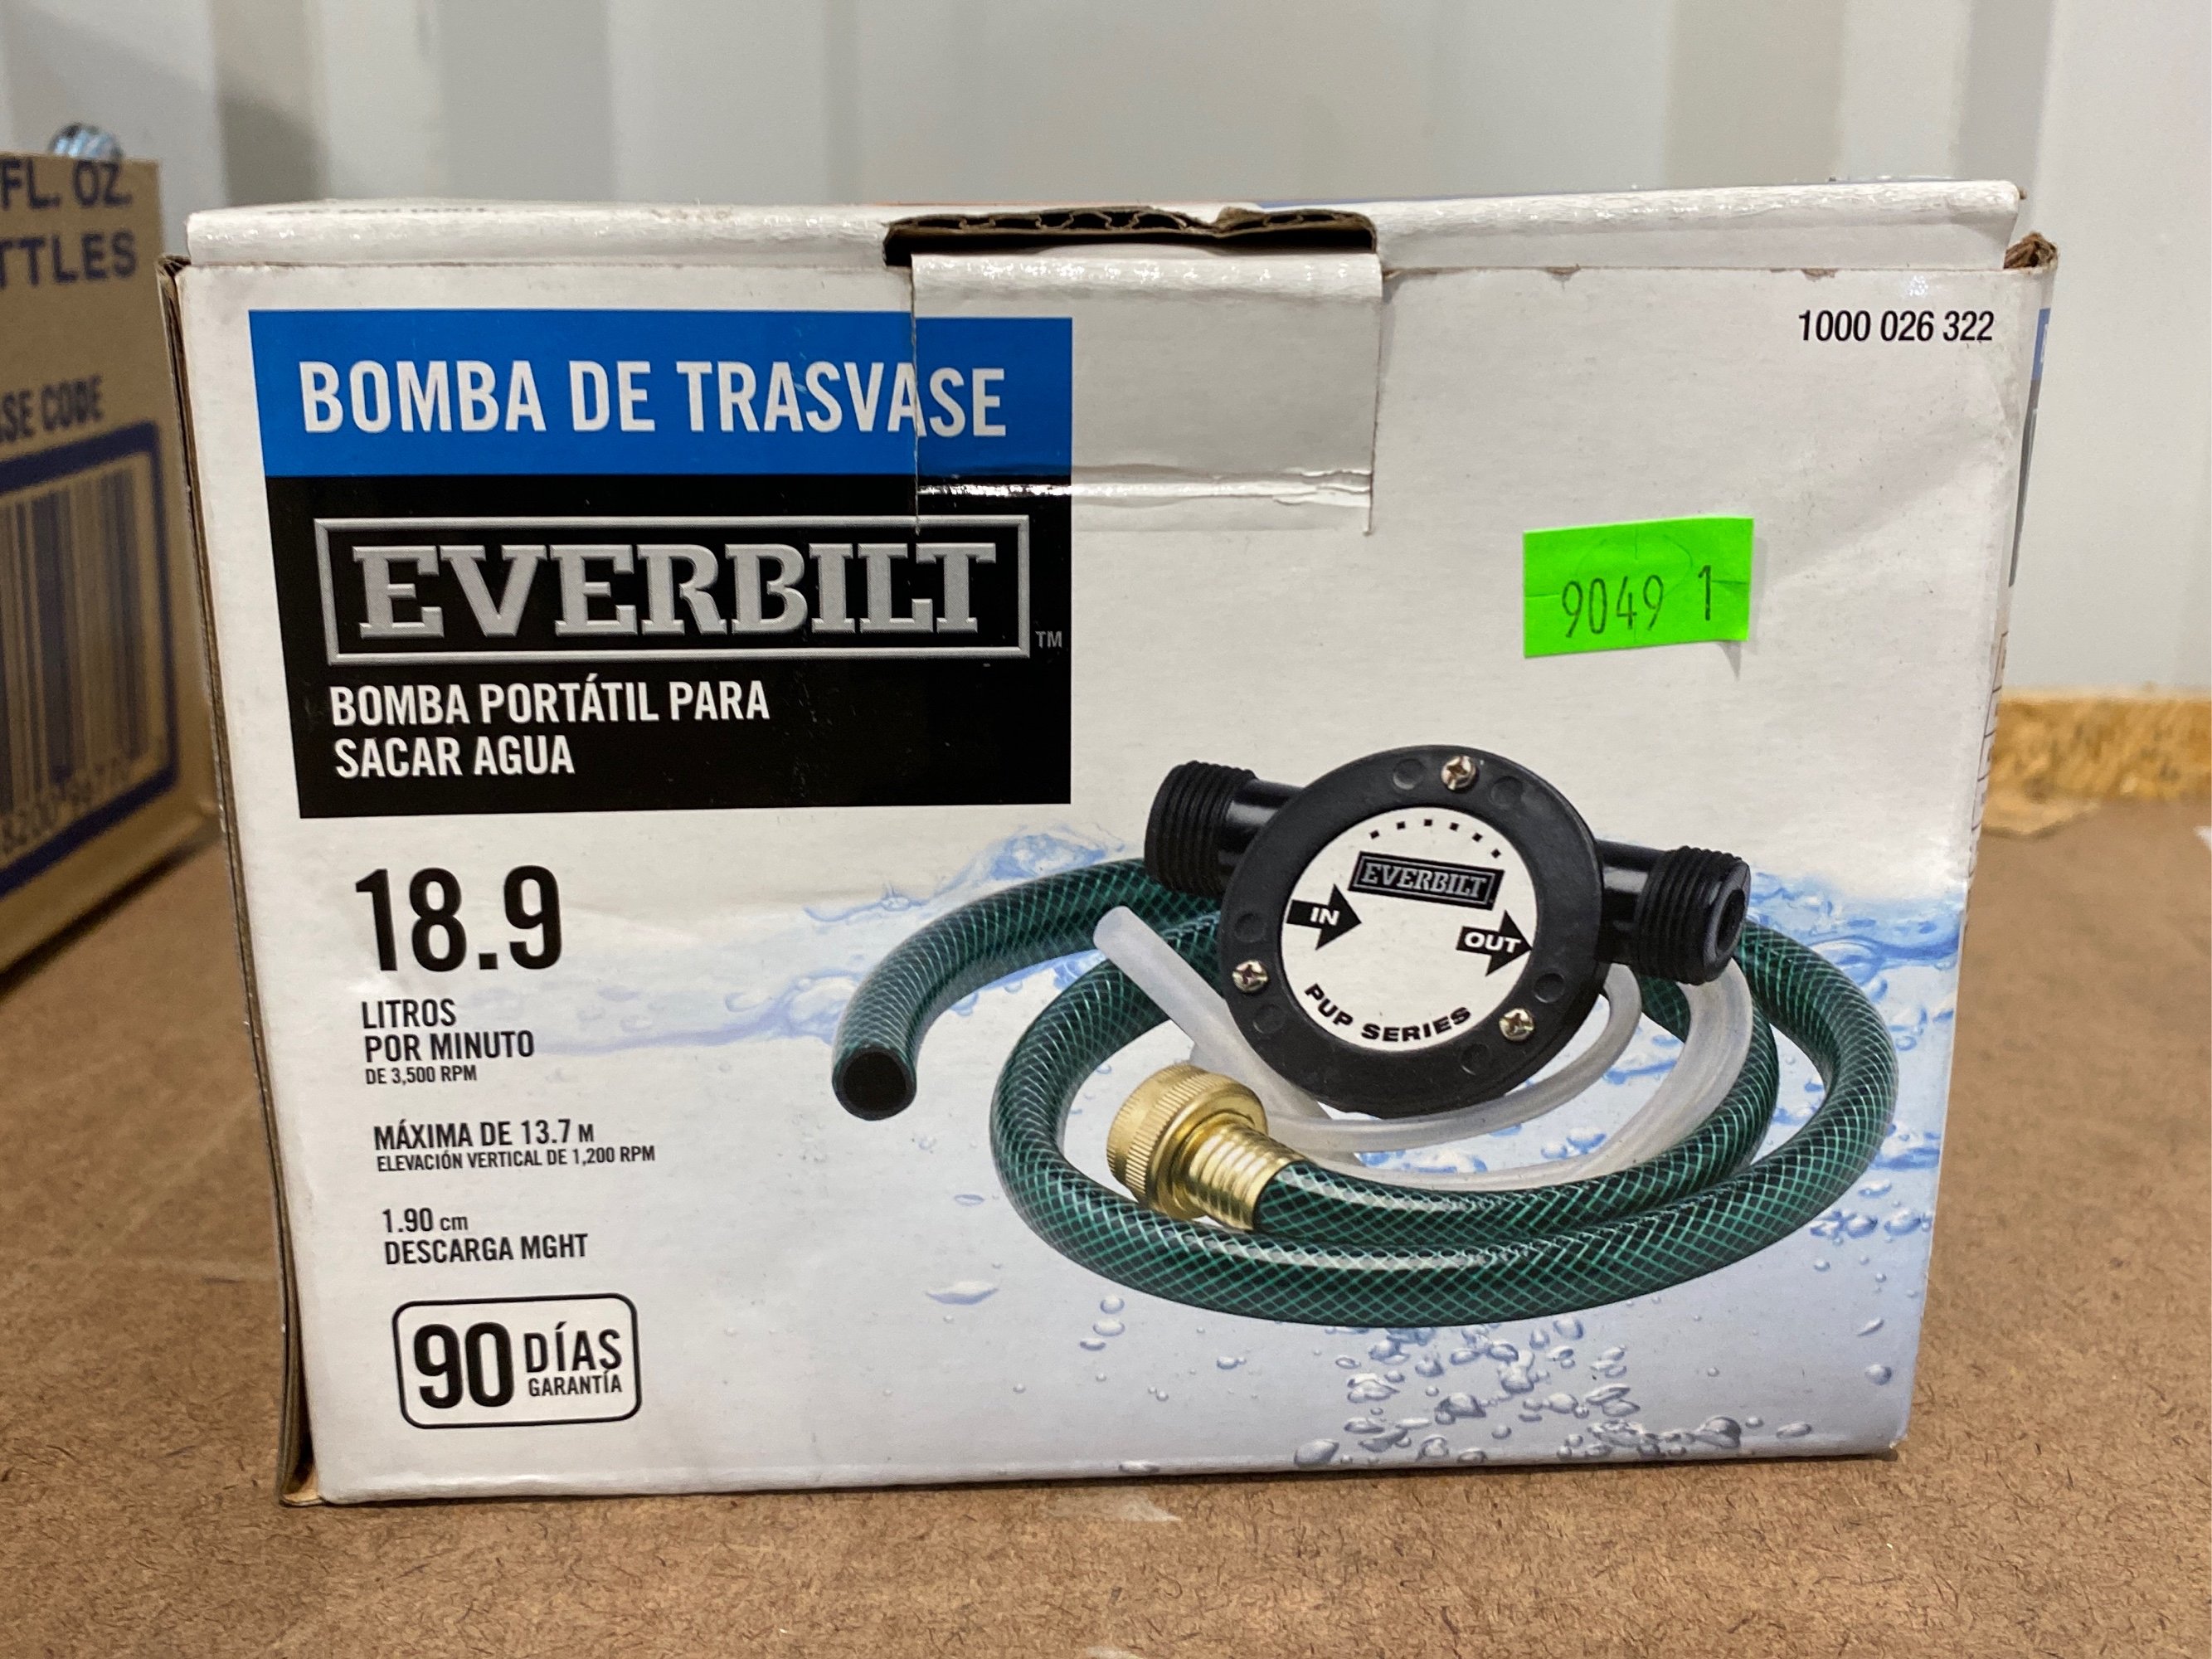 FL. OZ.
TTLES
SE CODE
1000 026 322
BOMBA DE TRASVASE
EVERBILT™
BOMBA PORTÁTIL PARA
SACAR AGUA
9049 1
18.9
LITROS
POR MINUTO
DE 3,500 RPM
MÁXIMA DE 13.7 M
ELEVACIÓN VERTICAL DE 1,200 RPM
1.90 cm
DESCARGA MGHT
90 DÍAS
GARANTÍA
EVERBILT
IN
OUT
PUP SERIES